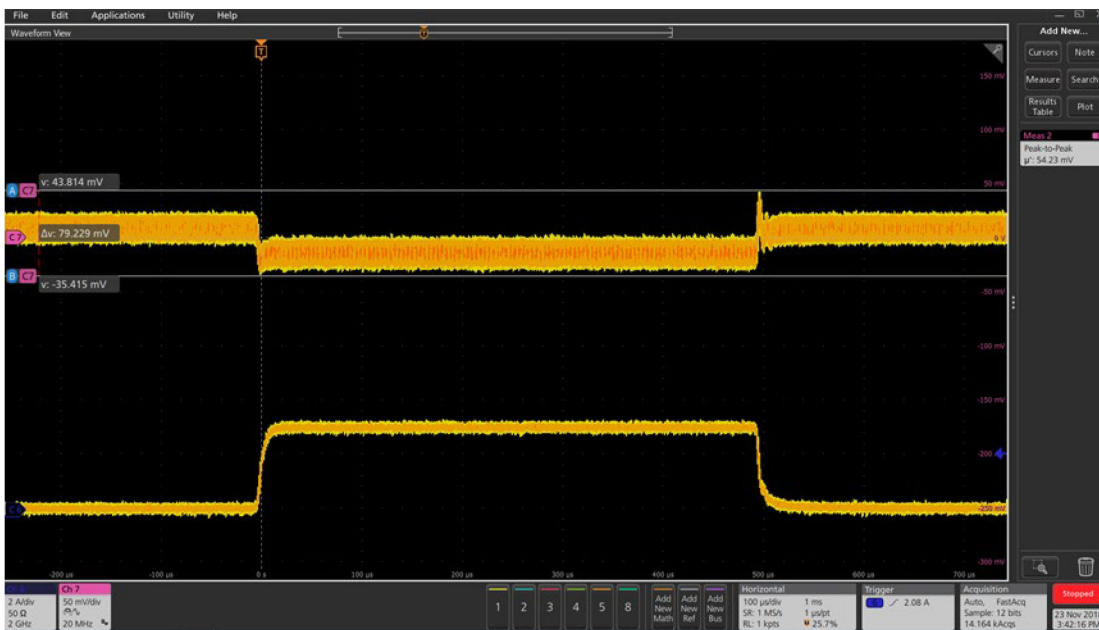 File Edit Applications Utility Help
Waveform View
Add New...
Cursors Note
Measure Search
Results Table Plot
Meas 2
Peak-to-Peak
µ': 54.23 mV
T
T
150 mV
100 mV
50 mV
A C7 v: 43.814 mV
C7 Δv: 79.229 mV
0 V
B C7
v: -35.415 mV
-50 mV
-100 mV
-150 mV
-200
-250 mV
-300 mV
-200 µs -100 µs 0 s 100 µs 200 µs 300 µs 400 µs 500 µs 600 µs 700 µs
Ch 7
2 A/div
50 Ω
2 GHz
50 mV/div
20 MHz
1 2 3 4 5 8
Add New Math
Add New Ref
Add New Bus
Horizontal
100 µs/div 1 ms
SR: 1 MS/s 1 µs/pt
RL: 1 kpts 25.7%
Trigger
2.08 A
Acquisition
Auto, FastAcq
Sample: 12 bits
14.164 kAcqs
Stopped
23 Nov 201
3:42:16 PM